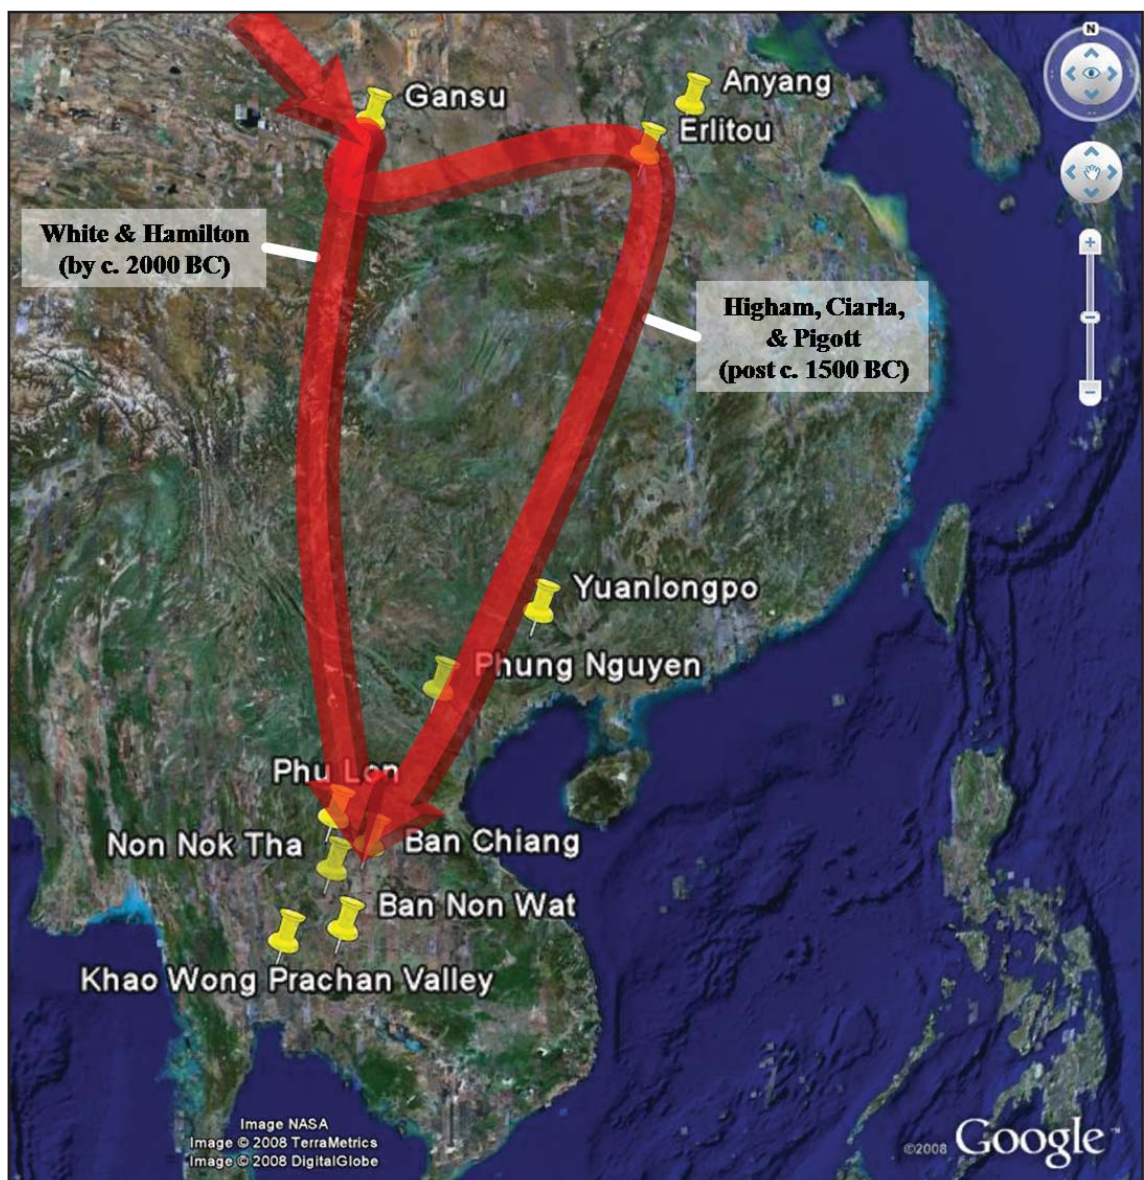 N
Gansu
Anyang
Erlitou
White & Hamilton
(by c. 2000 BC)
Higham, Ciarla,
& Pigott
(post c. 1500 BC)
Yuanlongpo
Phung Nguyen
Phu Lon
Non Nok Tha
Ban Chiang
Ban Non Wat
Khao Wong Prachan Valley
Image NASA
Image © 2008 TerraMetrics
Image © 2008 DigitalGlobe
©2008 Google™